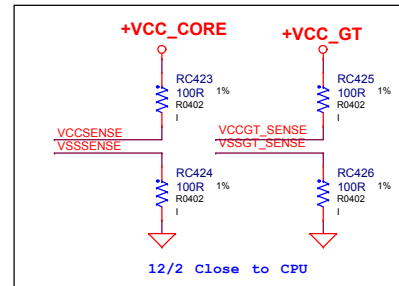 +VCC_CORE
+VCC_GT
RC423
100R 1%
R0402
I
RC425
100R 1%
R0402
I
VCCSENSE
VCCGT_SENSE
VSSSENSE
VSSGT_SENSE
RC424
100R 1%
R0402
I
RC426
100R 1%
R0402
I
12/2 Close to CPU